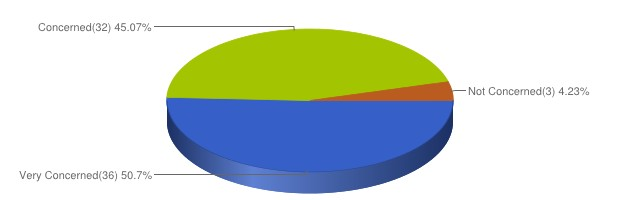 Concerned(32) 45.07%
Not Concerned(3) 4.23%
Very Concerned(36) 50.7%